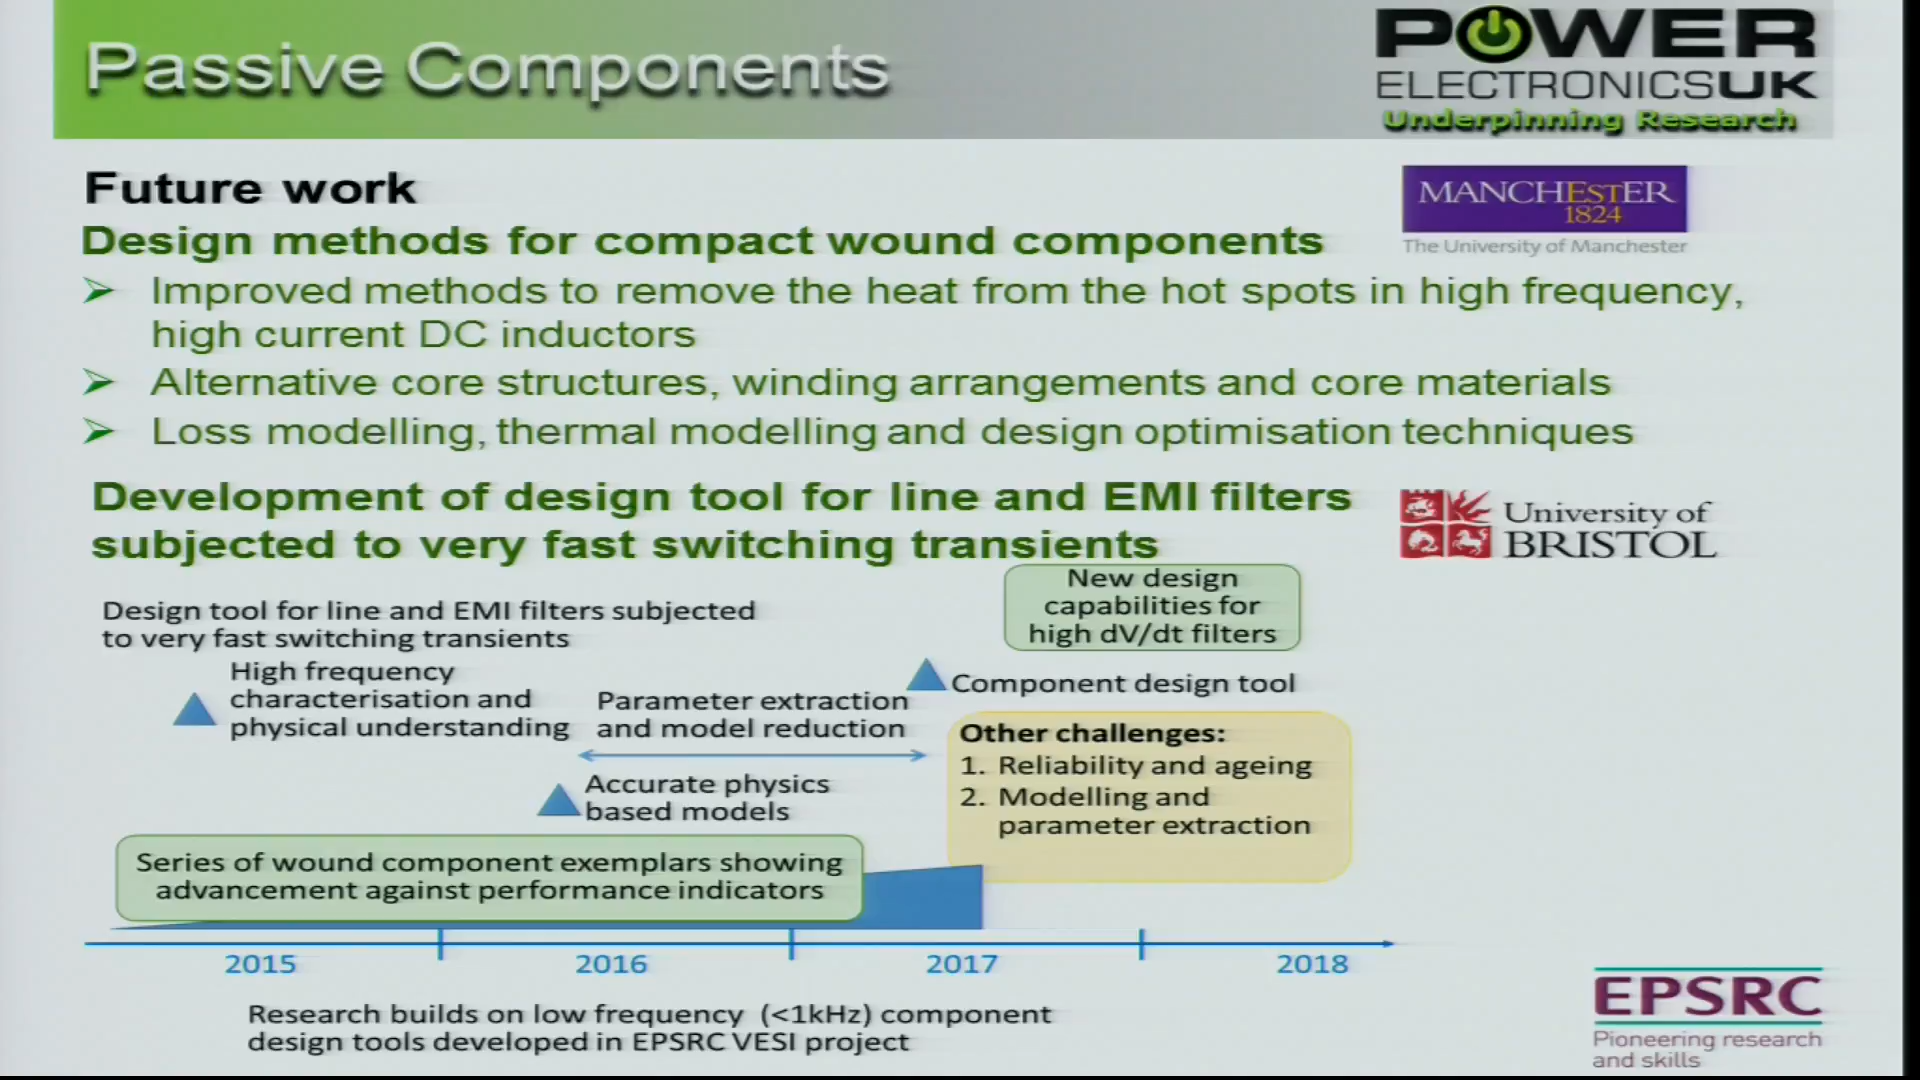 Passive Components
POWER
ELECTRONICSUK
Underpinning Research
Future work
MANCHESTER
1824
The University of Manchester
Design methods for compact wound components
Improved methods to remove the heat from the hot spots in high frequency,
high current DC inductors
Alternative core structures, winding arrangements and core materials
Loss modelling, thermal modelling and design optimisation techniques
Development of design tool for line and EMI filters
subjected to very fast switching transients
University of
BRISTOL
New design
capabilities for
high dV/dt filters
Design tool for line and EMI filters subjected
to very fast switching transients
High frequency
characterisation and
physical understanding
Parameter extraction
and model reduction
Component design tool
Other challenges:
1. Reliability and ageing
2. Modelling and
parameter extraction
Accurate physics
based models
Series of wound component exemplars showing
advancement against performance indicators
2015 2016 2017 2018
Research builds on low frequency (<1kHz) component
design tools developed in EPSRC VESI project
EPSRC
Pioneering research
and skills